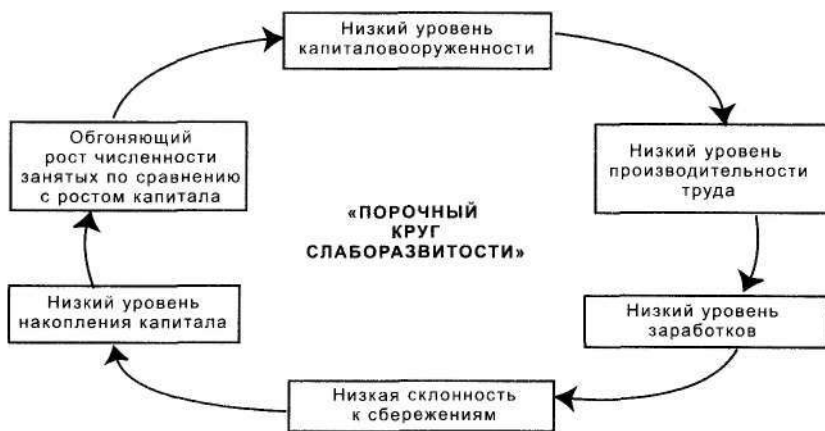 Низкий уровень
капиталовооруженности
Обгоняющий
рост численности
занятых по сравнению
с ростом капитала
Низкий уровень
производительности
труда
«ПОРОЧНЫЙ
КРУГ
СЛАБОРАЗВИТОСТИ»
Низкий уровень
накопления капитала
Низкий уровень
заработков
Низкая склонность
к сбережениям